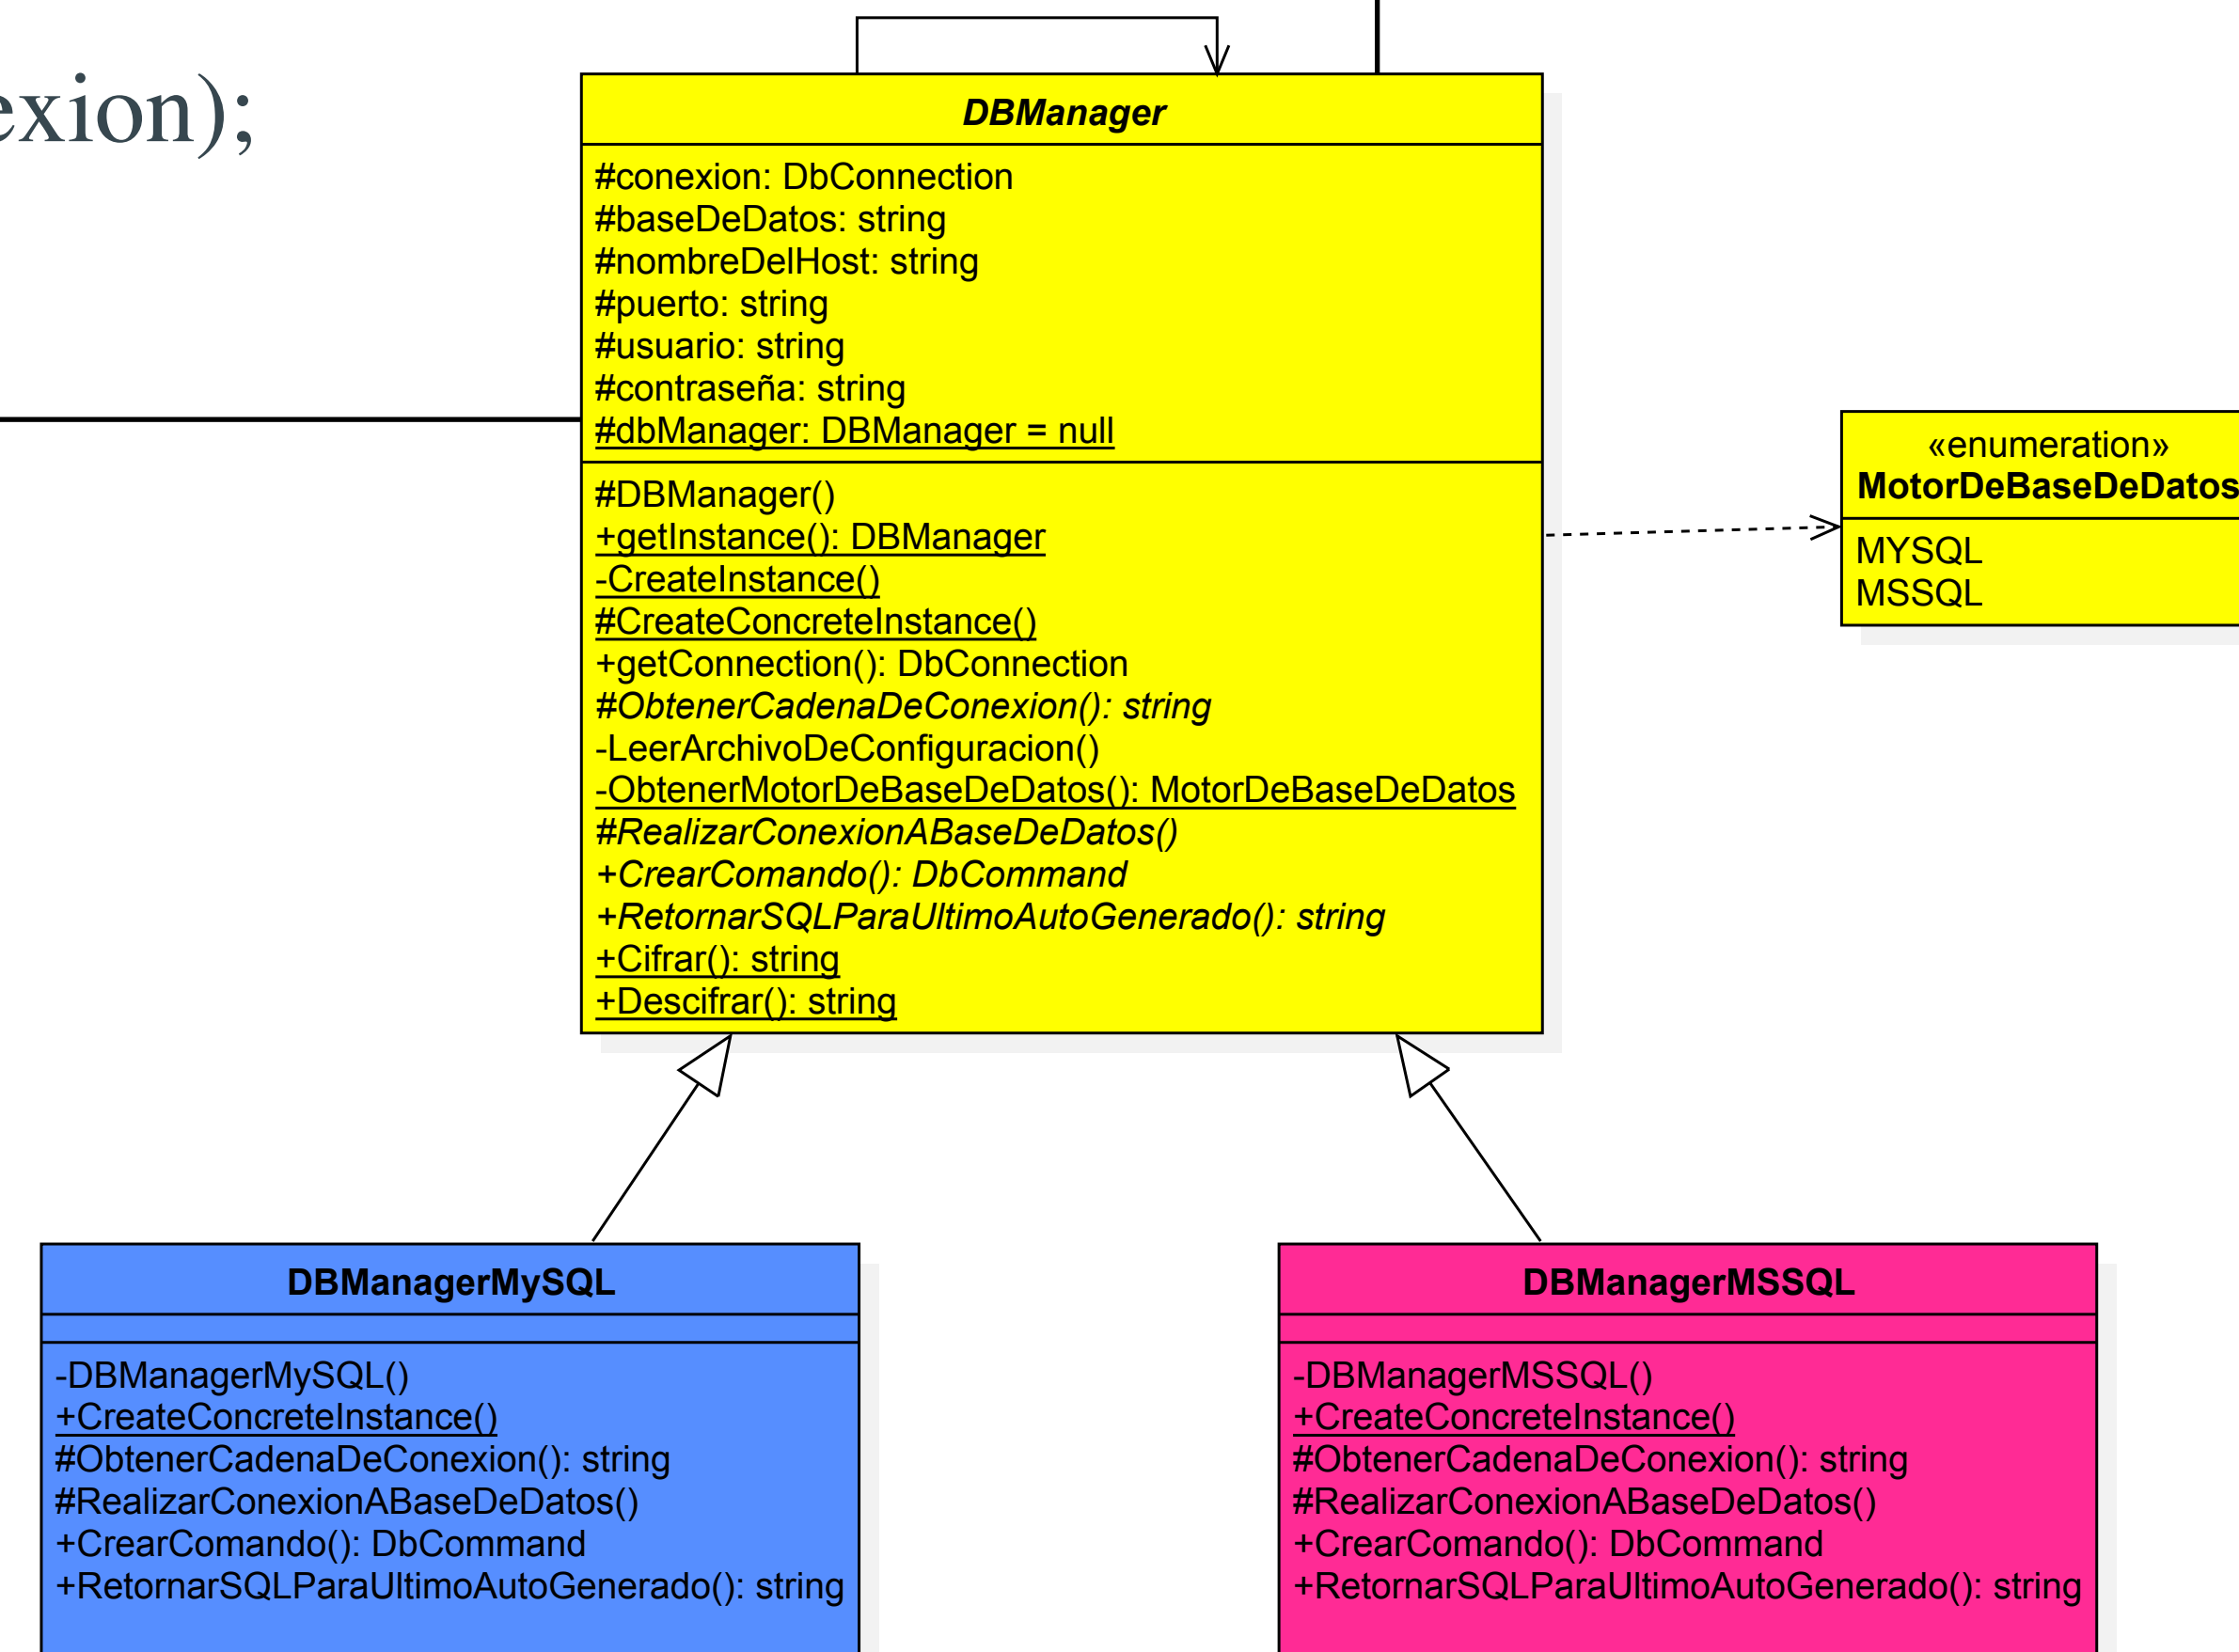 exion);
DBManager
#conexion: DbConnection
#baseDeDatos: string
#nombreDelHost: string
#puerto: string
#usuario: string
#contraseña: string
#dbManager: DBManager = null
#DBManager()
+getInstance(): DBManager
-CreateInstance()
#CreateConcreteInstance()
+getConnection(): DbConnection
#ObtenerCadenaDeConexion(): string
-LeerArchivoDeConfiguracion()
-ObtenerMotorDeBaseDeDatos(): MotorDeBaseDeDatos
#RealizarConexionABaseDeDatos()
+CrearComando(): DbCommand
+RetornarSQLParaUltimoAutoGenerado(): string
+Cifrar(): string
+Descifrar(): string
«enumeration»
MotorDeBaseDeDatos
MYSQL
MSSQL
DBManagerMySQL
-DBManagerMySQL()
+CreateConcreteInstance()
#ObtenerCadenaDeConexion(): string
#RealizarConexionABaseDeDatos()
+CrearComando(): DbCommand
+RetornarSQLParaUltimoAutoGenerado(): string
DBManagerMSSQL
-DBManagerMSSQL()
+CreateConcreteInstance()
#ObtenerCadenaDeConexion(): string
#RealizarConexionABaseDeDatos()
+CrearComando(): DbCommand
+RetornarSQLParaUltimoAutoGenerado(): string